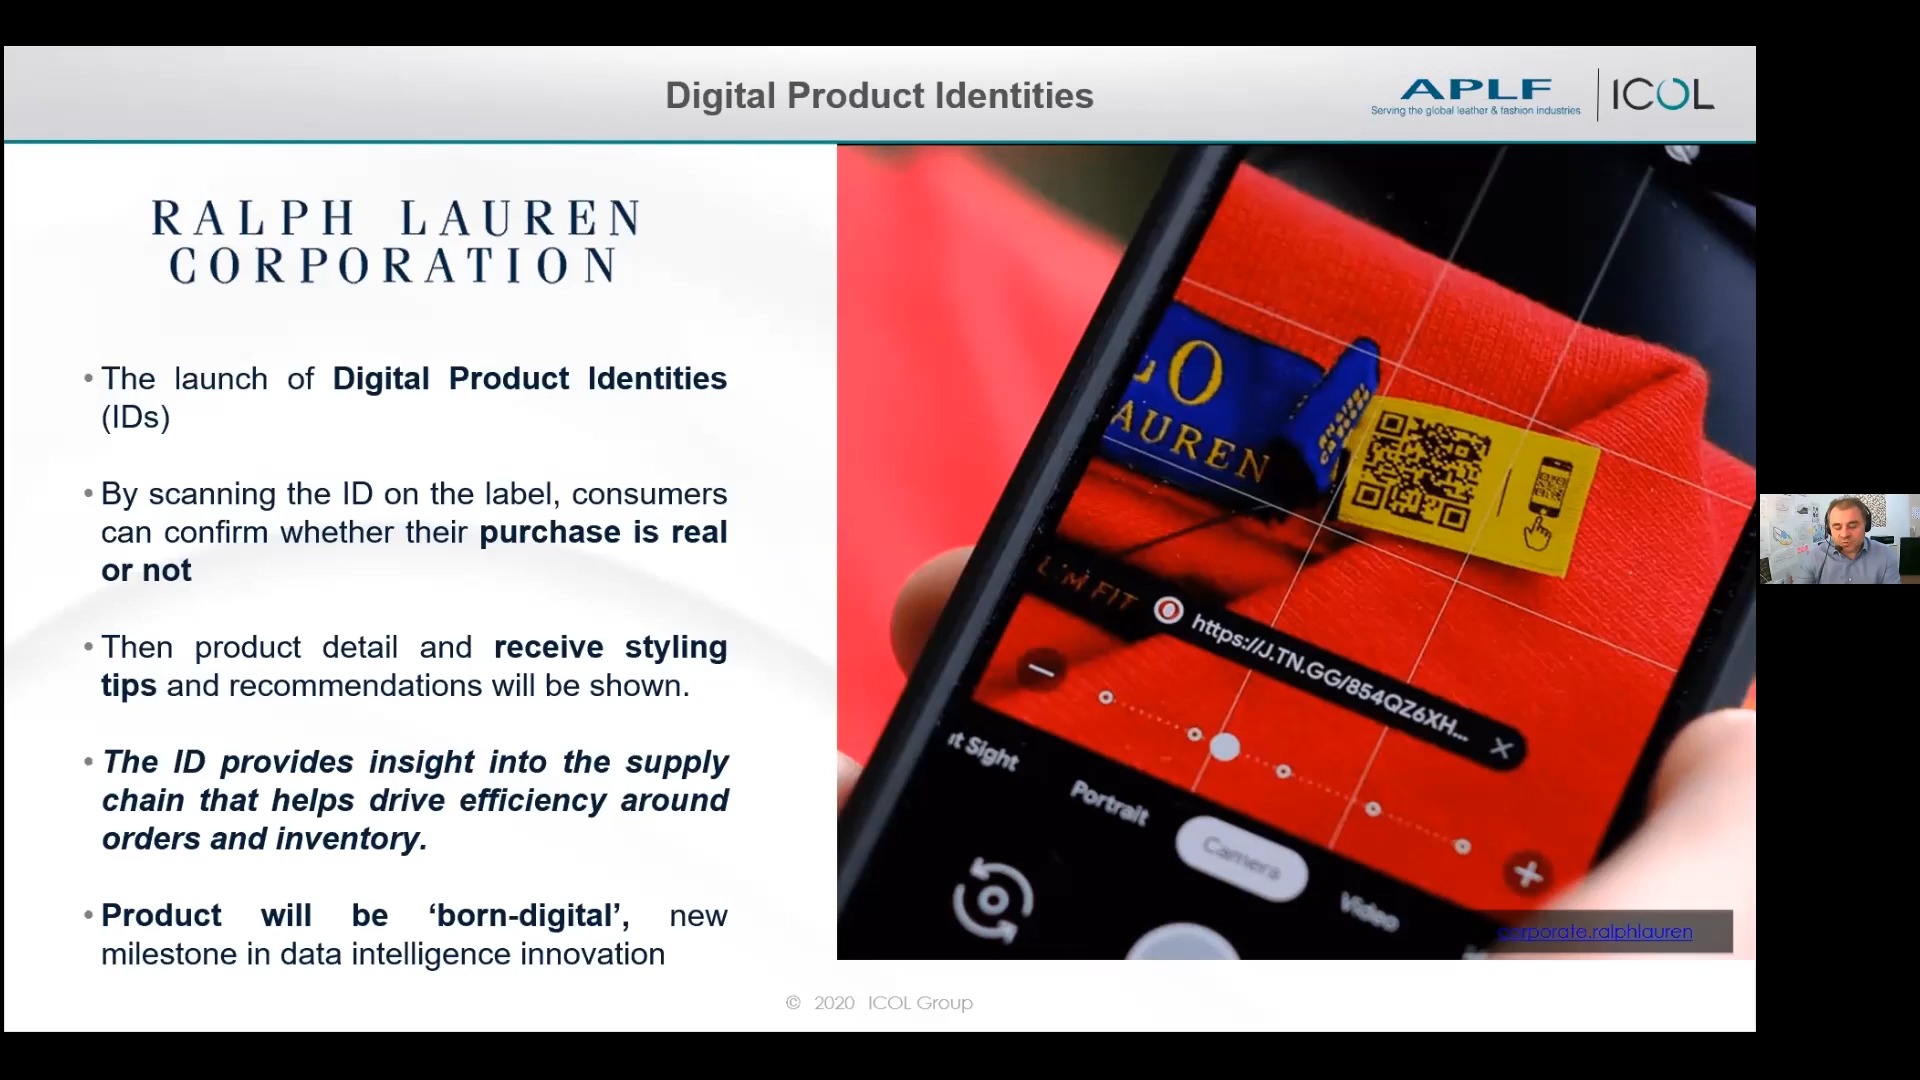 Digital Product Identities
APLF
Serving the global leather & fashion industries
ICOL
RALPH LAUREN
CORPORATION
• The launch of Digital Product Identities
(IDs)
• By scanning the ID on the label, consumers
can confirm whether their purchase is real
or not
• Then product detail and receive styling
tips and recommendations will be shown.
• The ID provides insight into the supply
chain that helps drive efficiency around
orders and inventory.
• Product will be ‘born-digital’, new
milestone in data intelligence innovation
LO
AUREN
M FIT
https://J.TN.GG/854QZ6XH...
t Sight
Portrait
Camera
Video
corporate.ralphlauren
© 2020 ICOL Group